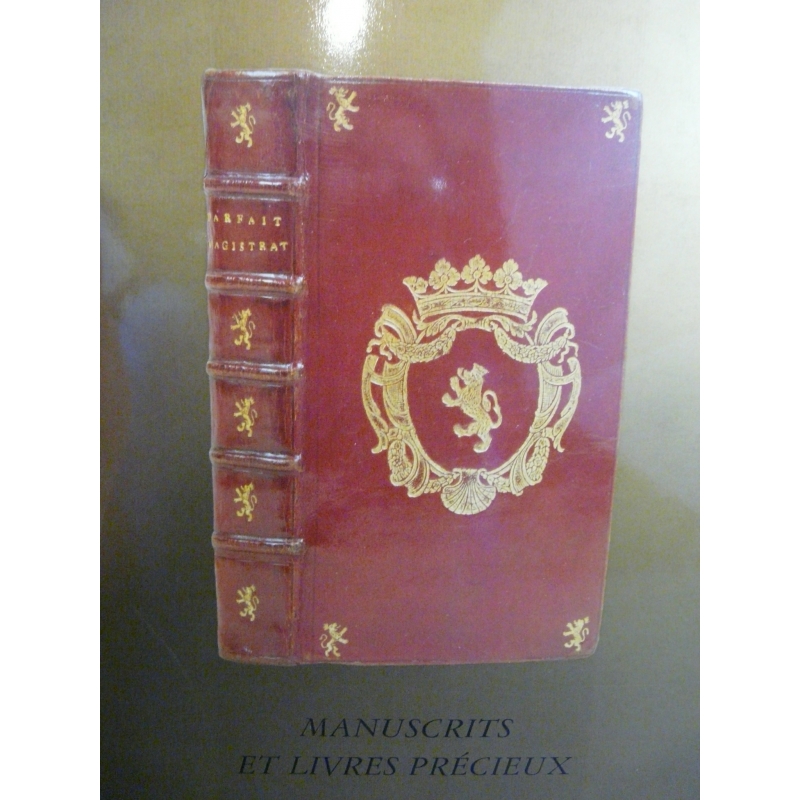 PARFAIT
MAGISTRAT
MANUSCRITS
ET LIVRES PRÉCIEUX